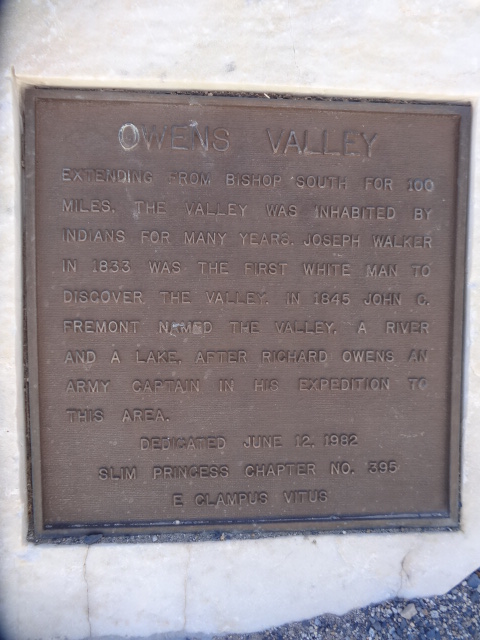 OWENS VALLEY
EXTENDING FROM BISHOP SOUTH FOR 100
MILES, THE VALLEY WAS INHABITED BY
INDIANS FOR MANY YEARS. JOSEPH WALKER
IN 1833 WAS THE FIRST WHITE MAN TO
DISCOVER THE VALLEY. IN 1845 JOHN C.
FREMONT NAMED THE VALLEY, A RIVER
AND A LAKE, AFTER RICHARD OWENS AN
ARMY CAPTAIN IN HIS EXPEDITION TO
THIS AREA.
DEDICATED JUNE 12, 1982
SLIM PRINCESS CHAPTER NO. 395
E CLAMPUS VITUS